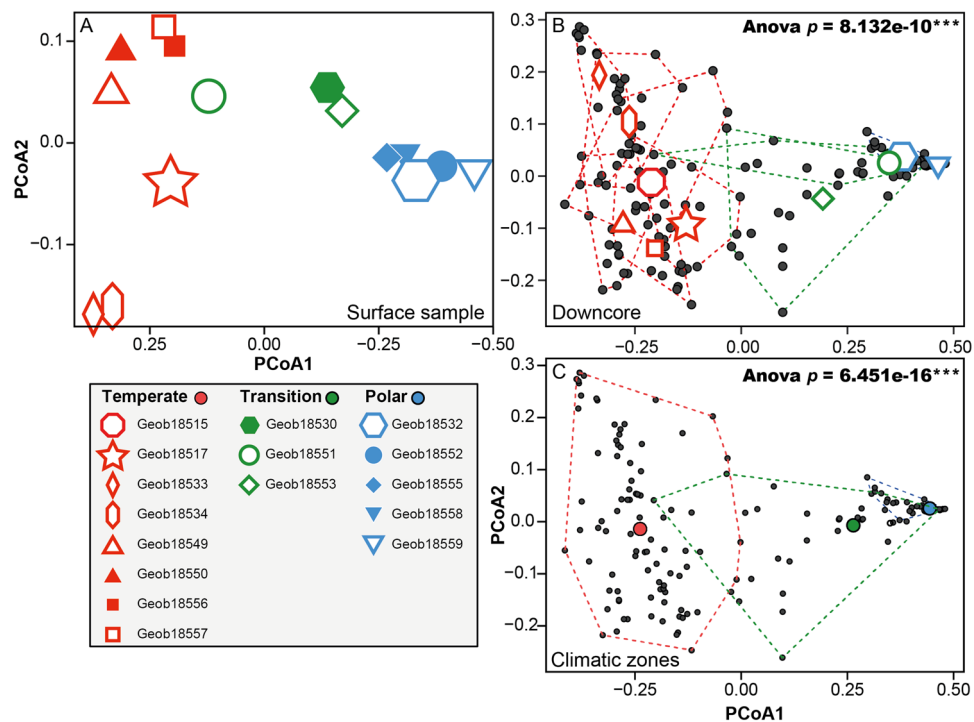 A
0.1
0.0
−0.1
PCoA2
Surface sample
0.25
0.00
−0.25
−0.50
PCoA1
B
Anova p = 8.132e-10***
0.3
0.2
0.1
0.0
−0.1
−0.2
Downcore
−0.25
0.00
0.25
0.50
C
Anova p = 6.451e-16***
0.3
0.2
0.1
0.0
−0.1
−0.2
PCoA2
Climatic zones
−0.25
0.00
0.25
0.50
PCoA1
Temperate
Geob18515
Geob18517
Geob18533
Geob18534
Geob18549
Geob18550
Geob18556
Geob18557
Transition
Geob18530
Geob18551
Geob18553
Polar
Geob18532
Geob18552
Geob18555
Geob18558
Geob18559